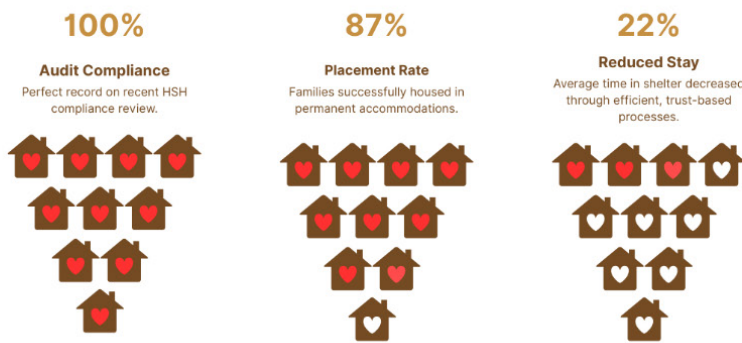 100%
Audit Compliance
Perfect record on recent HSH
compliance review.
87%
Placement Rate
Families successfully housed in
permanent accommodations.
22%
Reduced Stay
Average time in shelter decreased
through efficient, trust-based
processes.